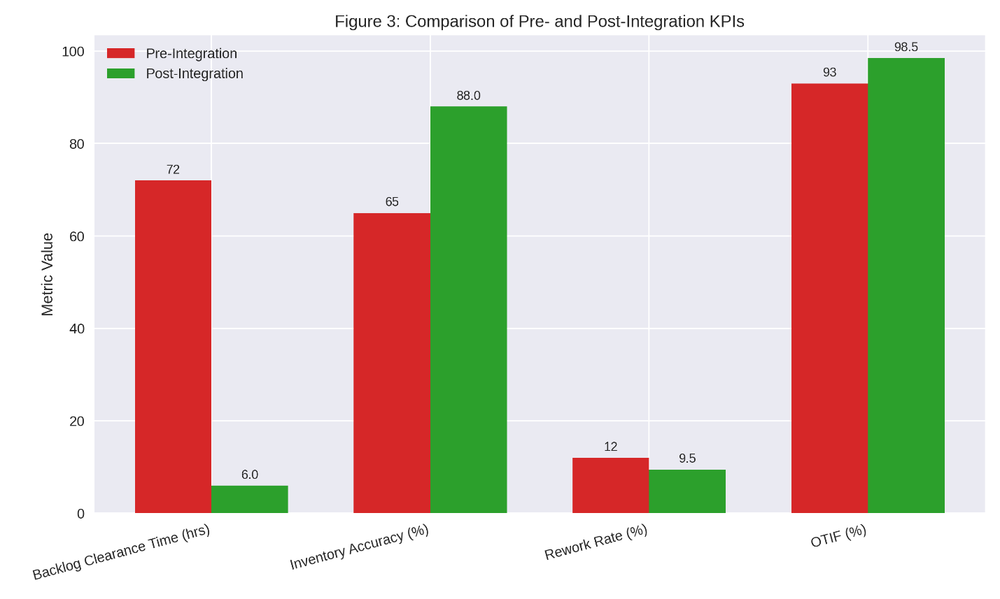 Figure 3: Comparison of Pre- and Post-Integration KPIs
Pre-Integration
Post-Integration
Metric Value
100
80
60
40
20
0
72
6.0
65
88.0
12
9.5
93
98.5
Backlog Clearance Time (hrs)
Inventory Accuracy (%)
Rework Rate (%)
OTIF (%)